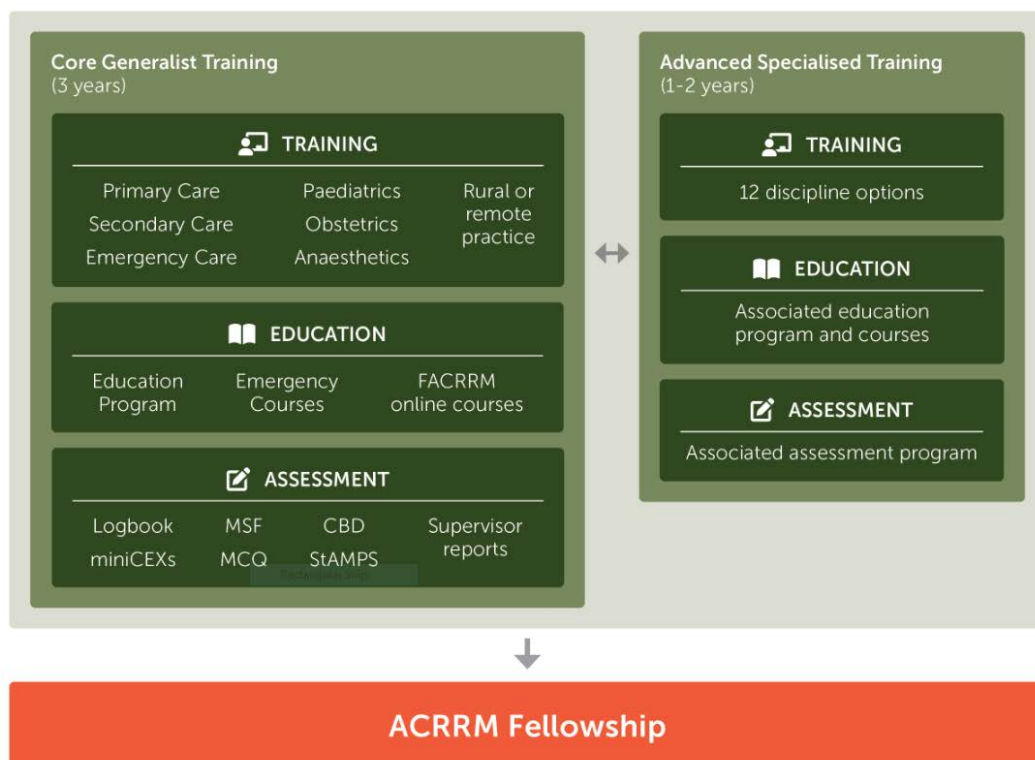 Core Generalist Training
(3 years)
TRAINING
Primary Care
Secondary Care
Emergency Care
Paediatrics
Obstetrics
Anaesthetics
Rural or
remote
practice
EDUCATION
Education
Program
Emergency
Courses
FACRRM
online courses
ASSESSMENT
Logbook
miniCEXs
MSF
MCQ
CBD
StAMPS
Supervisor
reports
Advanced Specialised Training
(1-2 years)
TRAINING
12 discipline options
EDUCATION
Associated education
program and courses
ASSESSMENT
Associated assessment program
ACRRM Fellowship